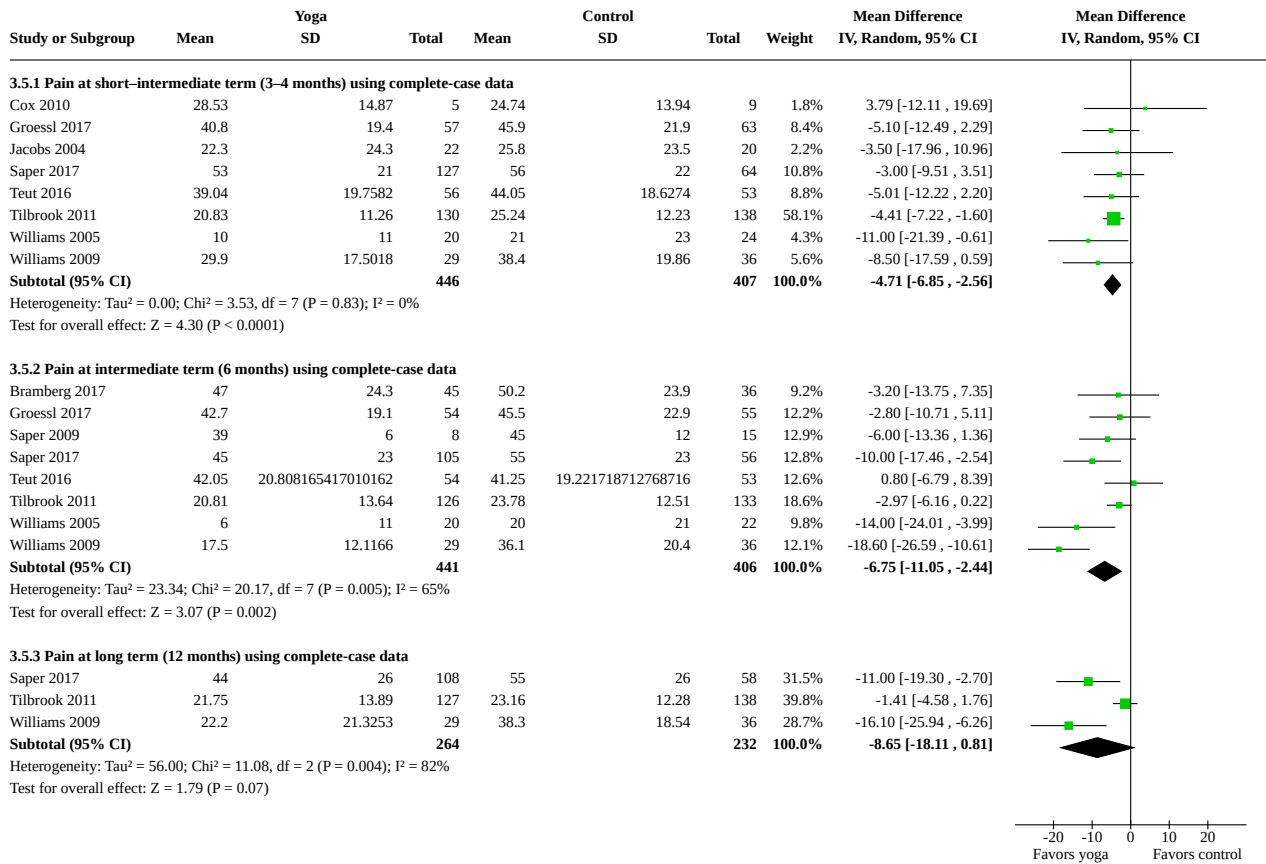 Yoga Control Mean Difference Mean Difference
Study or Subgroup Mean SD Total Mean SD Total Weight IV, Random, 95% CI IV, Random, 95% CI
3.5.1 Pain at short–intermediate term (3–4 months) using complete-case data
Cox 2010 28.53 14.87 5 24.74 13.94 9 1.8% 3.79 [-12.11 , 19.69]
Groessl 2017 40.8 19.4 57 45.9 21.9 63 8.4% -5.10 [-12.49 , 2.29]
Jacobs 2004 22.3 24.3 22 25.8 23.5 20 2.2% -3.50 [-17.96 , 10.96]
Saper 2017 53 21 127 56 22 64 10.8% -3.00 [-9.51 , 3.51]
Teut 2016 39.04 19.7582 56 44.05 18.6274 53 8.8% -5.01 [-12.22 , 2.20]
Tilbrook 2011 20.83 11.26 130 25.24 12.23 138 58.1% -4.41 [-7.22 , -1.60]
Williams 2005 10 11 20 21 23 24 4.3% -11.00 [-21.39 , -0.61]
Williams 2009 29.9 17.5018 29 38.4 19.86 36 5.6% -8.50 [-17.59 , 0.59]
Subtotal (95% CI) 446 407 100.0% -4.71 [-6.85 , -2.56]
Heterogeneity: Tau² = 0.00; Chi² = 3.53, df = 7 (P = 0.83); I² = 0%
Test for overall effect: Z = 4.30 (P < 0.0001)
3.5.2 Pain at intermediate term (6 months) using complete-case data
Bramberg 2017 47 24.3 45 50.2 23.9 36 9.2% -3.20 [-13.75 , 7.35]
Groessl 2017 42.7 19.1 54 45.5 22.9 55 12.2% -2.80 [-10.71 , 5.11]
Saper 2009 39 6 8 45 12 15 12.9% -6.00 [-13.36 , 1.36]
Saper 2017 45 23 105 55 23 56 12.8% -10.00 [-17.46 , -2.54]
Teut 2016 42.05 20.808165417010162 54 41.25 19.221718712768716 53 12.6% 0.80 [-6.79 , 8.39]
Tilbrook 2011 20.81 13.64 126 23.78 12.51 133 18.6% -2.97 [-6.16 , 0.22]
Williams 2005 6 11 20 20 21 22 9.8% -14.00 [-24.01 , -3.99]
Williams 2009 17.5 12.1166 29 36.1 20.4 36 12.1% -18.60 [-26.59 , -10.61]
Subtotal (95% CI) 441 406 100.0% -6.75 [-11.05 , -2.44]
Heterogeneity: Tau² = 23.34; Chi² = 20.17, df = 7 (P = 0.005); I² = 65%
Test for overall effect: Z = 3.07 (P = 0.002)
3.5.3 Pain at long term (12 months) using complete-case data
Saper 2017 44 26 108 55 26 58 31.5% -11.00 [-19.30 , -2.70]
Tilbrook 2011 21.75 13.89 127 23.16 12.28 138 39.8% -1.41 [-4.58 , 1.76]
Williams 2009 22.2 21.3253 29 38.3 18.54 36 28.7% -16.10 [-25.94 , -6.26]
Subtotal (95% CI) 264 232 100.0% -8.65 [-18.11 , 0.81]
Heterogeneity: Tau² = 56.00; Chi² = 11.08, df = 2 (P = 0.004); I² = 82%
Test for overall effect: Z = 1.79 (P = 0.07)
-20 -10 0 10 20
Favors yoga Favors control